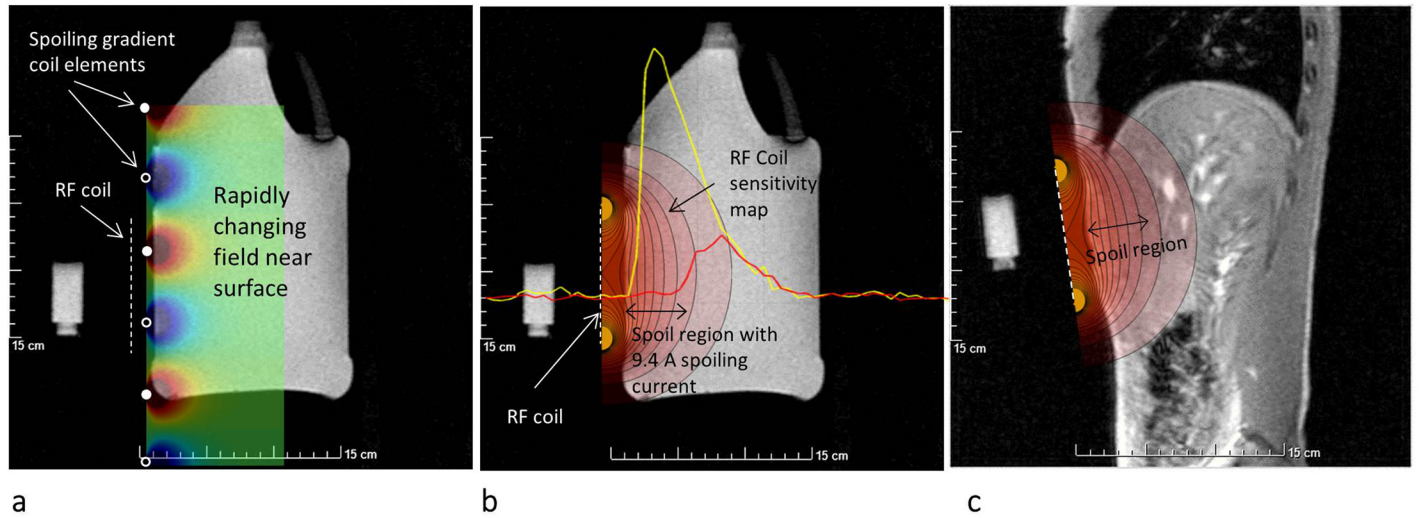 Spoiling gradient
coil elements
RF coil
Rapidly
changing
field near
surface
15 cm
15 cm
a
RF Coil
sensitivity
map
Spoil region with
9.4 A spoiling
current
RF coil
15 cm
15 cm
b
Spoil region
15 cm
15 cm
c